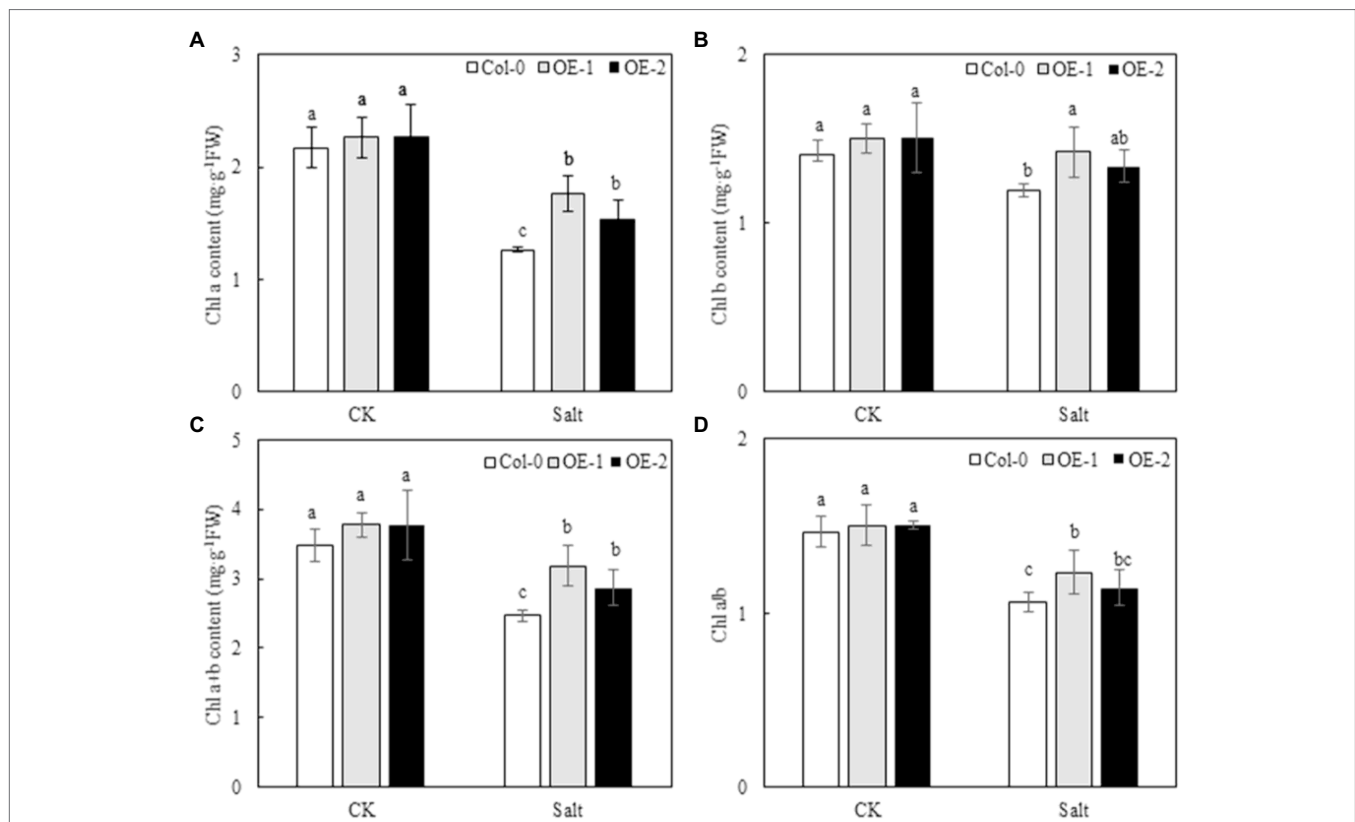 A
3
Col-0 OE-1 OE-2
a a a
2
b
b
c
1
0
Chl a content (mg·g-1FW)
CK Salt
B
2
Col-0 OE-1 OE-2
a a a
a
ab
b
1
0
Chl b content (mg·g-1FW)
CK Salt
C
5
Col-0 OE-1 OE-2
a a a
4
b b
3
c
2
1
0
Chl a+b content (mg·g-1FW)
CK Salt
D
2
Col-0 OE-1 OE-2
a a a
b
bc
c
1
0
Chl a/b
CK Salt